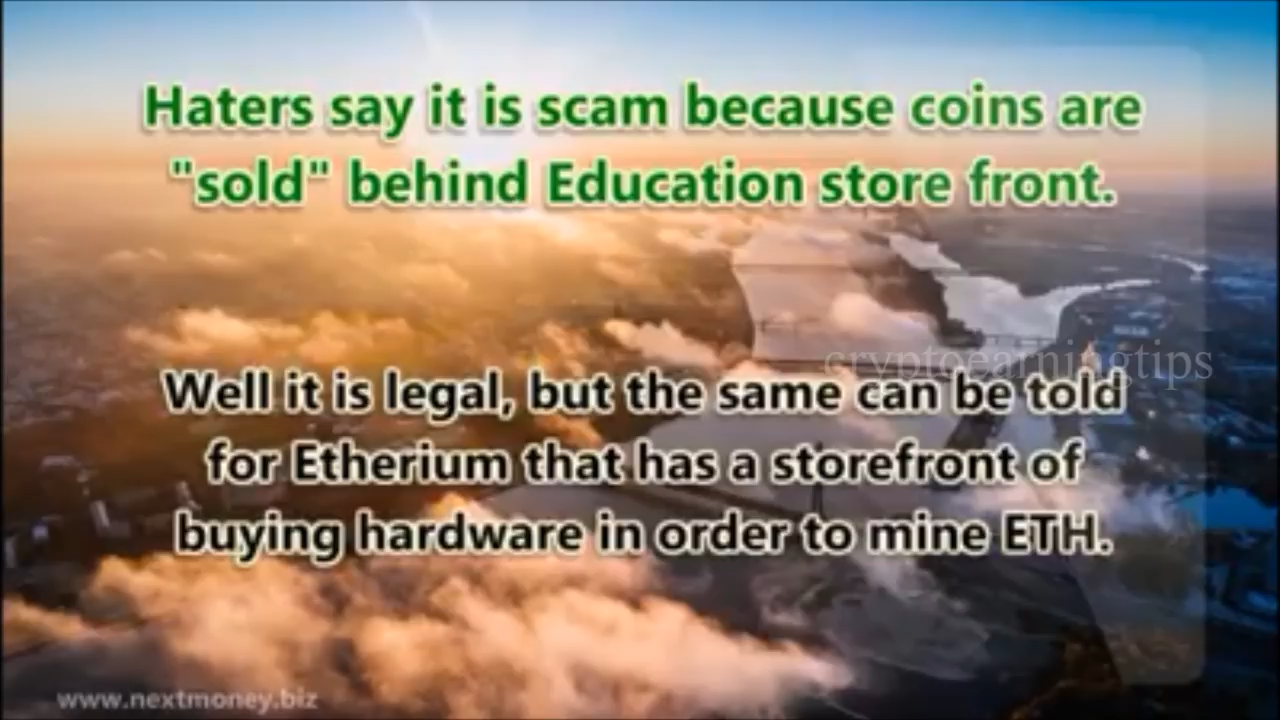 Haters say it is scam because coins are
"sold" behind Education store front.
cryptoearningtips
Well it is legal, but the same can be told
for Etherium that has a storefront of
buying hardware in order to mine ETH.
www.nextmoney.biz